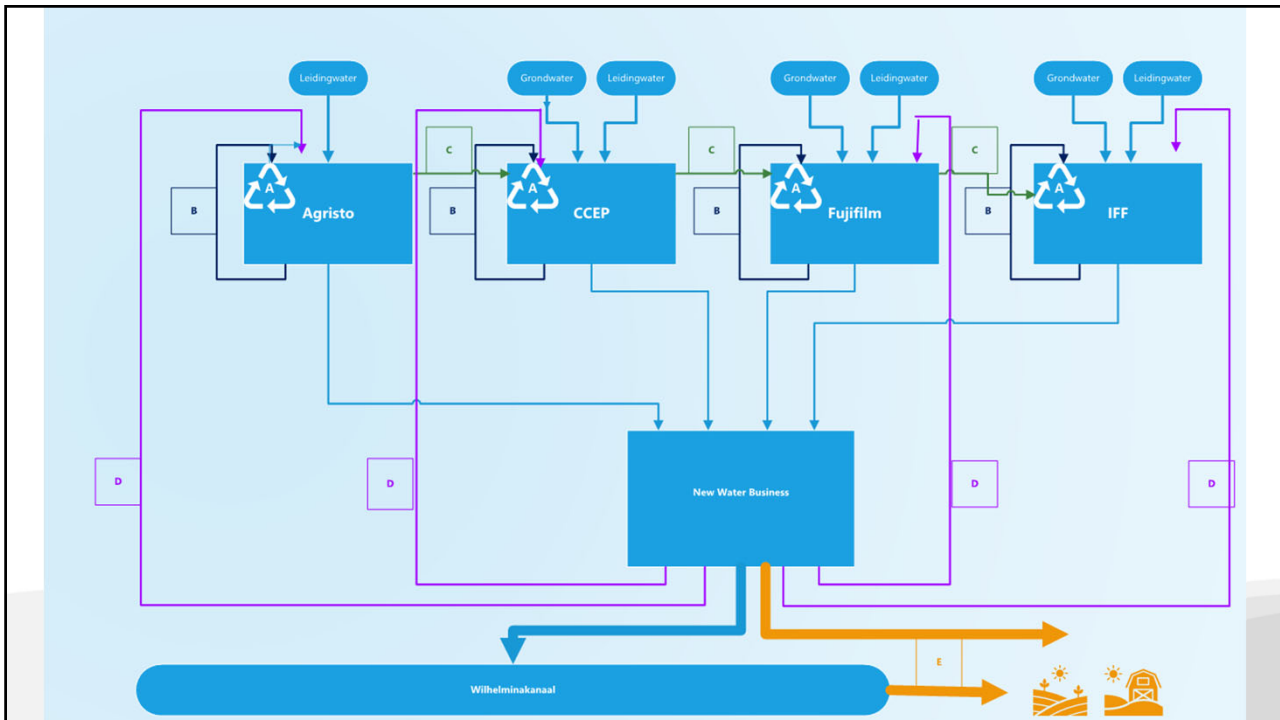 Leidingwater
Grondwater
Leidingwater
Grondwater
Leidingwater
Grondwater
Leidingwater
C
C
C
A
A
A
A
B
B
B
B
Agristo
CCEP
Fujifilm
IFF
D
D
D
D
New Water Business
E
Wilhelminakanaal